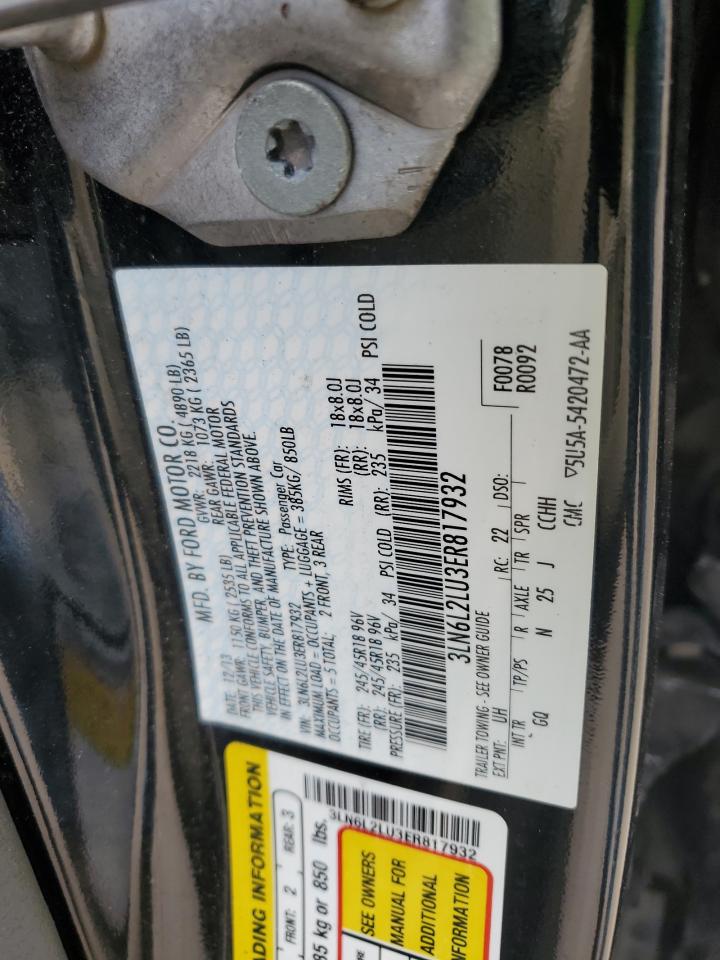 MFD. BY FORD MOTOR CO.
DATE: 12/13 GVWR: 2218 KG ( 4890 LB)
FRONT GAWR: 1150 KG ( 2535 LB) REAR GAWR: 1073 KG ( 2365 LB)
THIS VEHICLE CONFORMS TO ALL APPLICABLE FEDERAL MOTOR
VEHICLE SAFETY, BUMPER, AND THEFT PREVENTION STANDARDS
IN EFFECT ON THE DATE OF MANUFACTURE SHOWN ABOVE.
VIN: 3LN6L2LU3ER817932 TYPE: Passenger Car
MAXIMUM LOAD = OCCUPANTS + LUGGAGE = 385KG/ 850LB
OCCUPANTS = 5 TOTAL; 2 FRONT, 3 REAR
TIRE (FR): 245/45R18 96V RIMS (FR): 18x8.0J
(RR): 245/45R18 96V (RR): 18x8.0J
PRESSURE (FR): 235 kPa/ 34 PSI COLD (RR): 235 kPa/ 34 PSI COLD
3LN6L2LU3ER817932
TRAILER TOWING - SEE OWNER GUIDE F0078
EXT PNT: UH RC: 22 DSO: R0092
INT TR TP/PS R AXLE TR SPR
GQ N 25 J CCHH
CMC ▽5U5A-5420472-AA
ADING INFORMATION
FRONT: 2 REAR: 3
85 kg or 850 lbs.
3LN6L2LU3ER817932
SEE OWNERS
MANUAL FOR
ADDITIONAL
INFORMATION